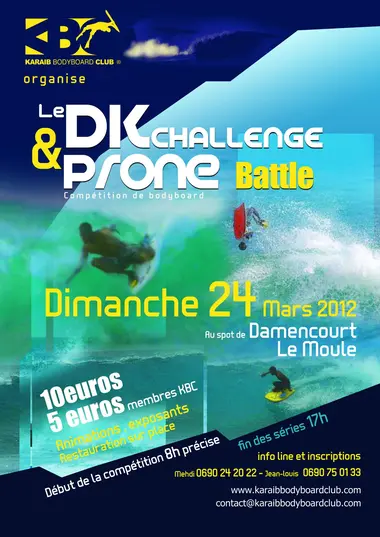 KBC
KARAIB BODYBOARD CLUB ®
organise
Le DK CHALLENGE
& PRONE Battle
Compétition de bodyboard
Dimanche 24 Mars 2012
Au spot de Damencourt
Le Moule
10euros
5 euros membres KBC
Animations, exposants
Restauration sur place
Début de la compétition 8h précise
fin des séries 17h
info line et inscriptions
Mehdi 0690 24 20 22 - Jean-louis 0690 75 01 33
www.karaibbodyboardclub.com
contact@karaibbodyboardclub.com